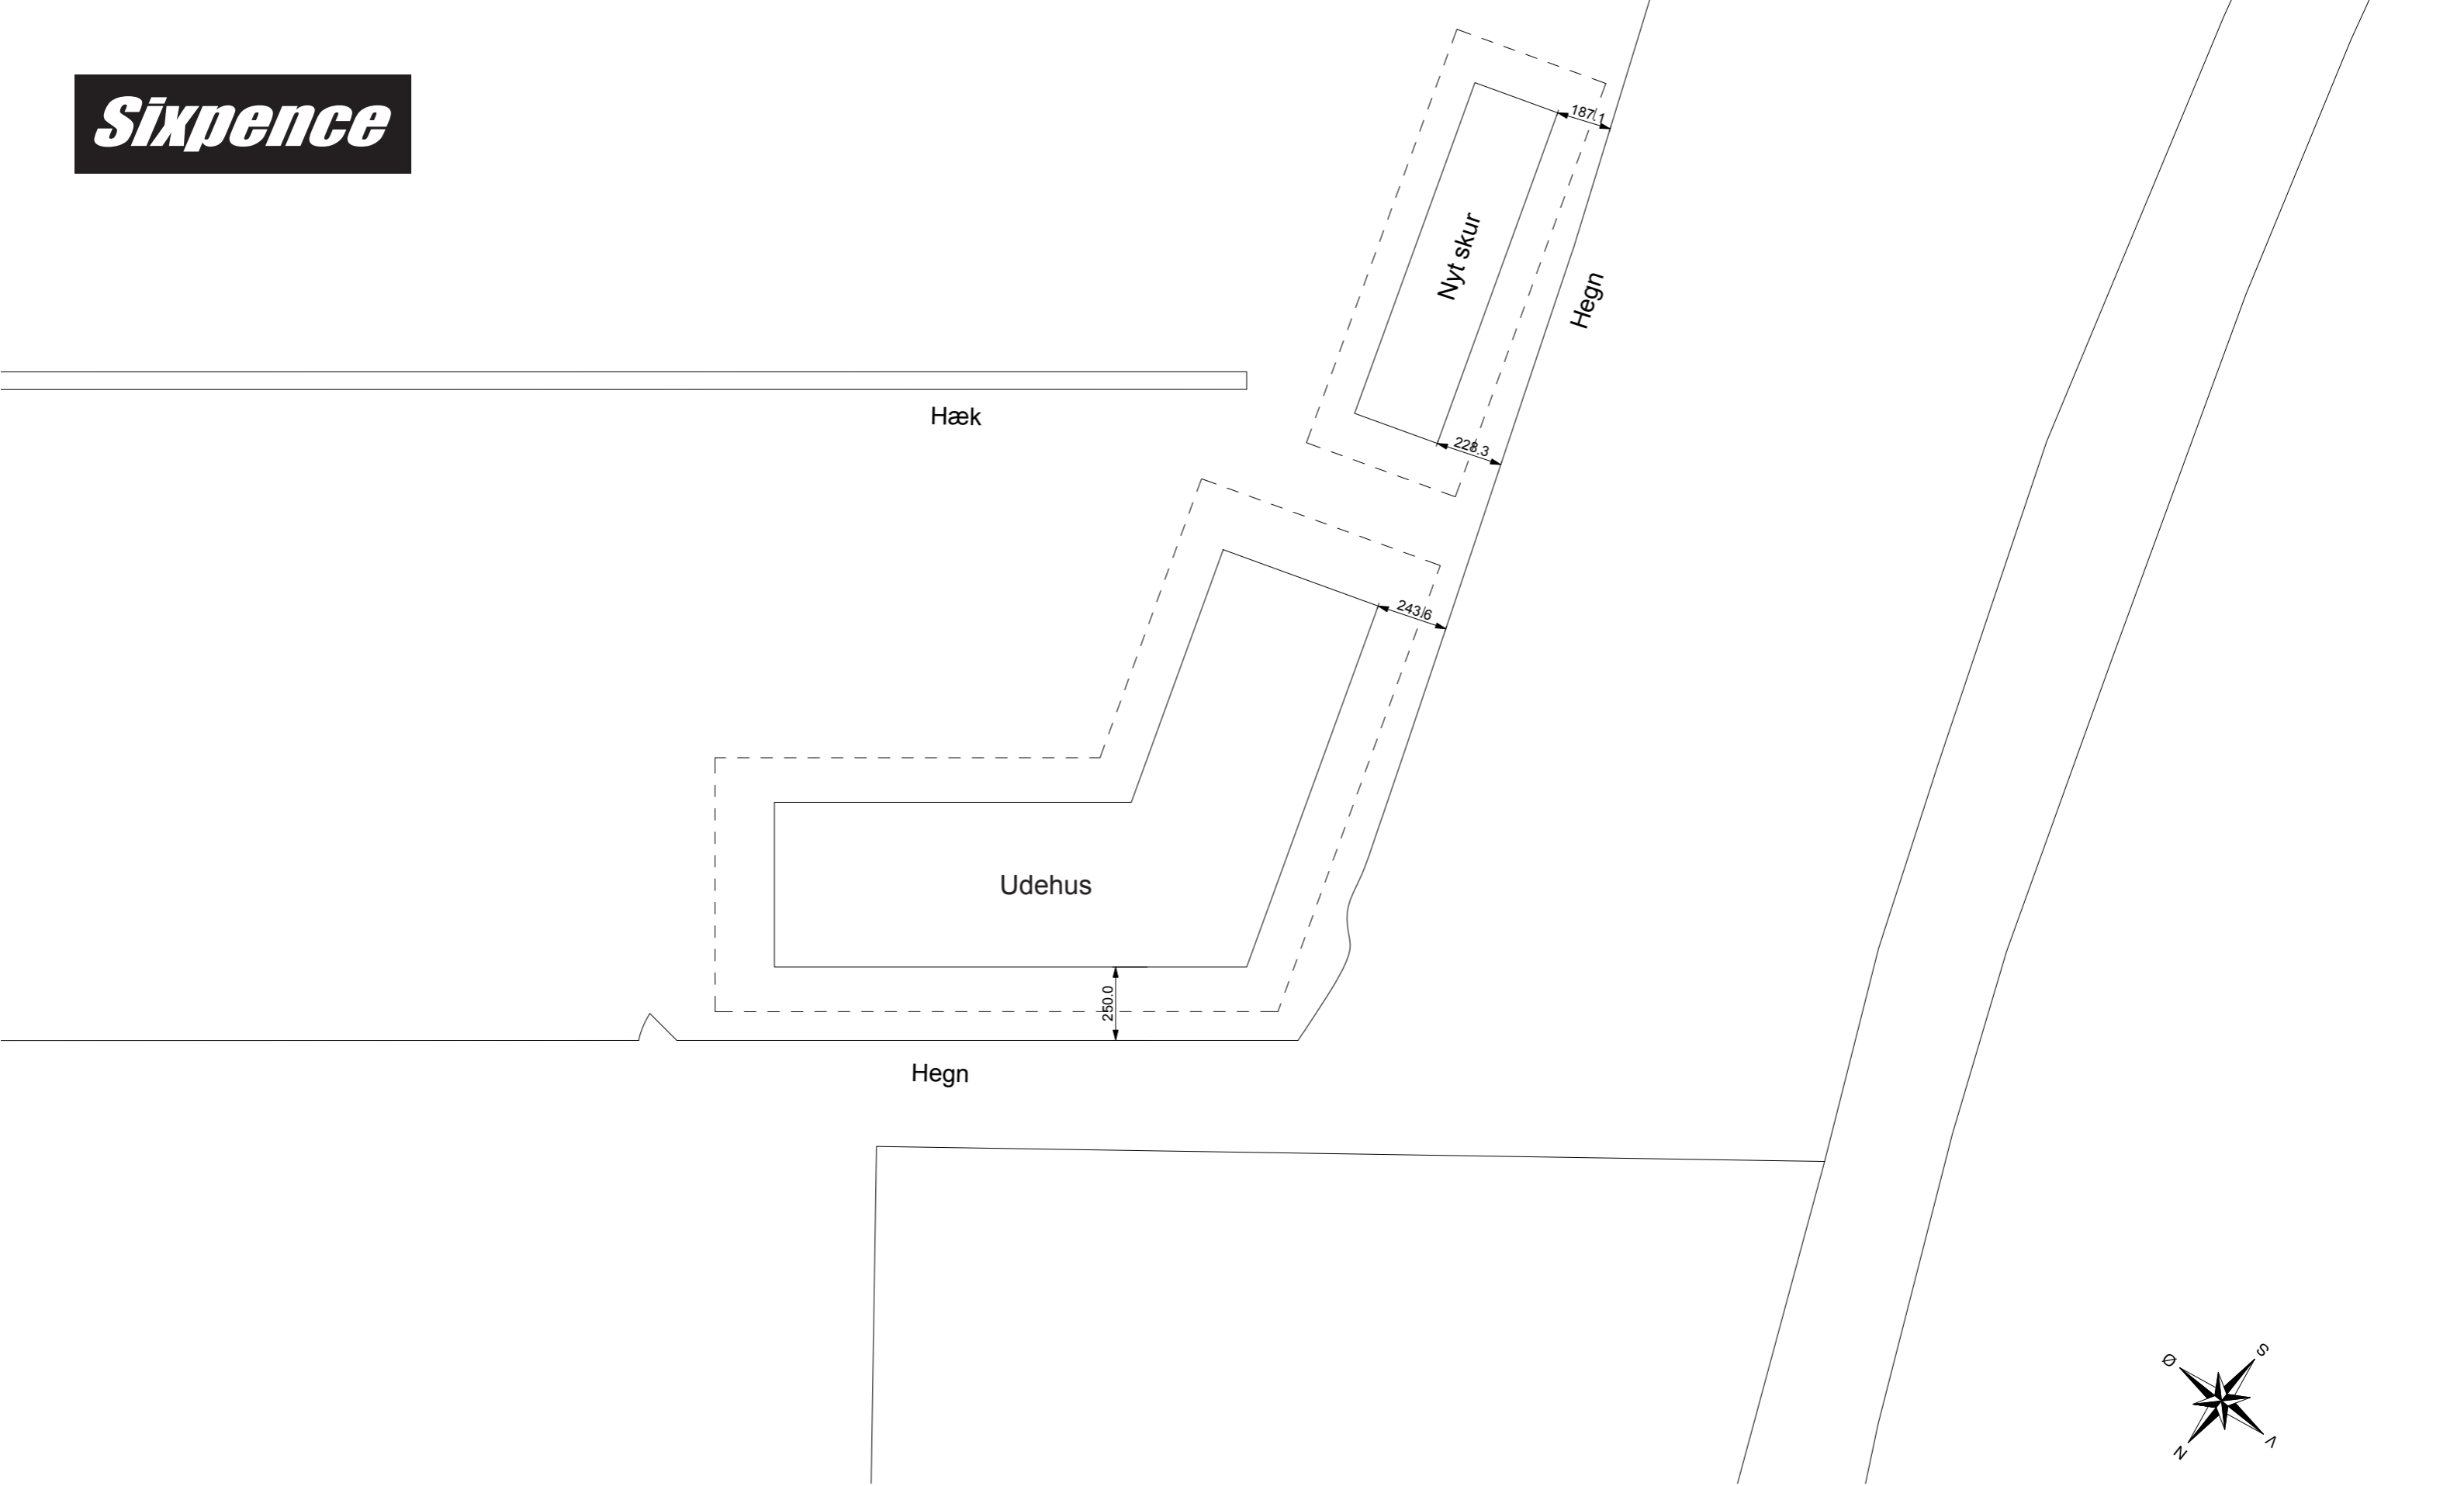 Sixpence
187.1
Nyt skur
Hegn
Hæk
228.3
243.6
Udehus
250.0
Hegn
S
Ø
V
N